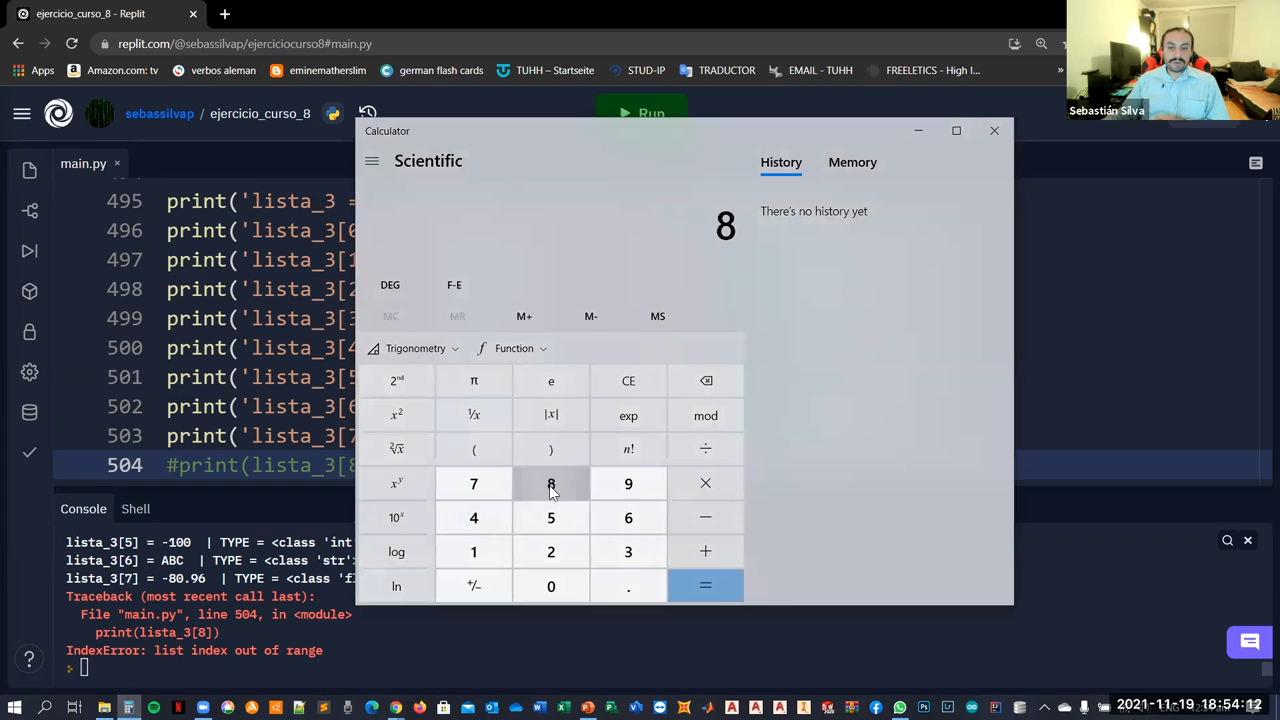 ejercicio_curso_8 - Replit
replit.com/@sebassilvap/ejerciciocurso8#main.py
Apps
Amazon.com: tv
verbos aleman
eminematherslim
german flash card
TUHH – Startseite
STUD-IP
TRADUCTOR
EMAIL - TUHH
FREELETICS - High I...
Sebastián Silva
sebassilvap / ejercicio_curso_8
Run
main.py
495 print('lista_3 =
496 print('lista_3[0
497 print('lista_3[1
498 print('lista_3[2
499 print('lista_3[3
500 print('lista_3[4
501 print('lista_3[5
502 print('lista_3[6
503 print('lista_3[7
504 #print(lista_3[8
Calculator
Scientific
History
Memory
There's no history yet
8
DEG
F-E
MC
MR
M+
M-
MS
Trigonometry
Function
2nd
π
e
CE
x²
¹/x
|x|
exp
mod
²√x
(
)
n!
÷
xʸ
7
8
9
×
10ˣ
4
5
6
−
log
1
2
3
+
ln
+/−
0
.
=
Console
Shell
lista_3[5] = -100  | TYPE = <class 'int
lista_3[6] = ABC  | TYPE = <class 'str'>
lista_3[7] = -80.96  | TYPE = <class 'f
Traceback (most recent call last):
File "main.py", line 504, in <module>
print(lista_3[8])
IndexError: list index out of range
2021-11-19 18:54:12